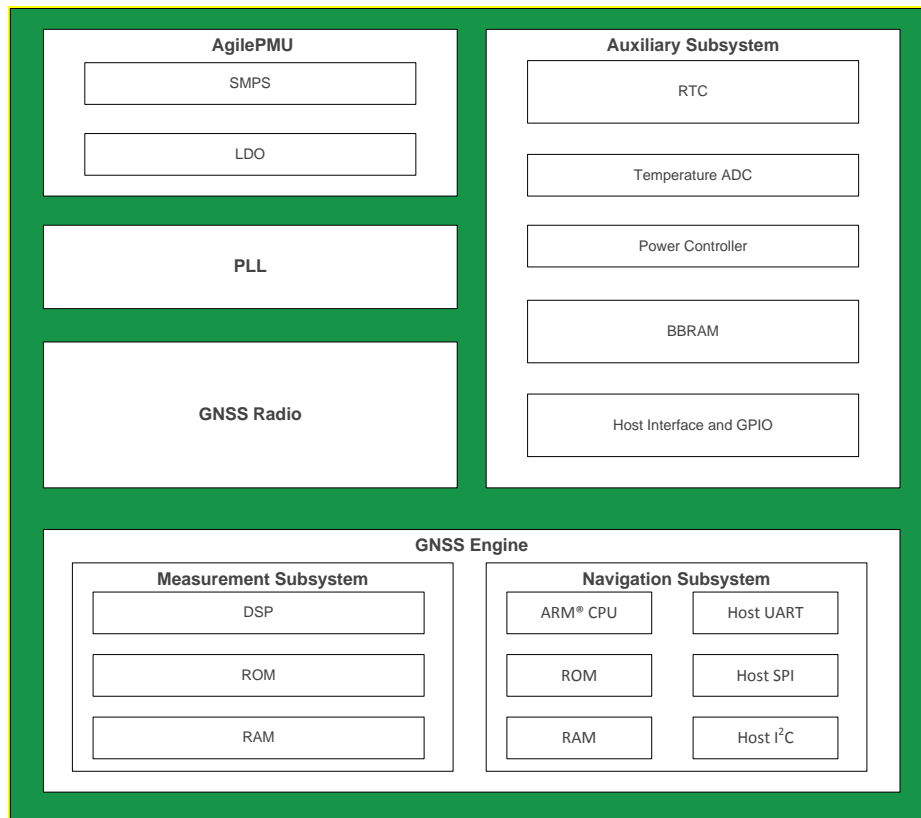 AgilePMU
SMPS
LDO
PLL
GNSS Radio
Auxiliary Subsystem
RTC
Temperature ADC
Power Controller
BBRAM
Host Interface and GPIO
GNSS Engine
Measurement Subsystem
DSP
ROM
RAM
Navigation Subsystem
ARM® CPU
ROM
RAM
Host UART
Host SPI
Host I²C